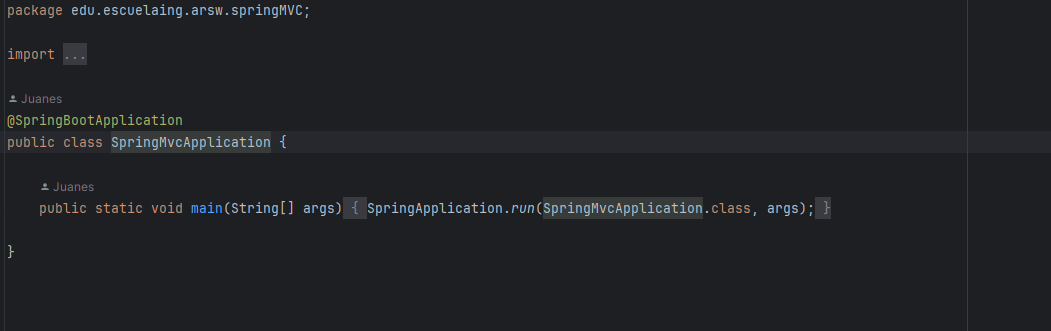 package edu.escuelaing.arsw.springMVC;
import ...
Juanes
@SpringBootApplication
public class SpringMvcApplication {
Juanes
public static void main(String[] args) { SpringApplication.run(SpringMvcApplication.class, args); }
}